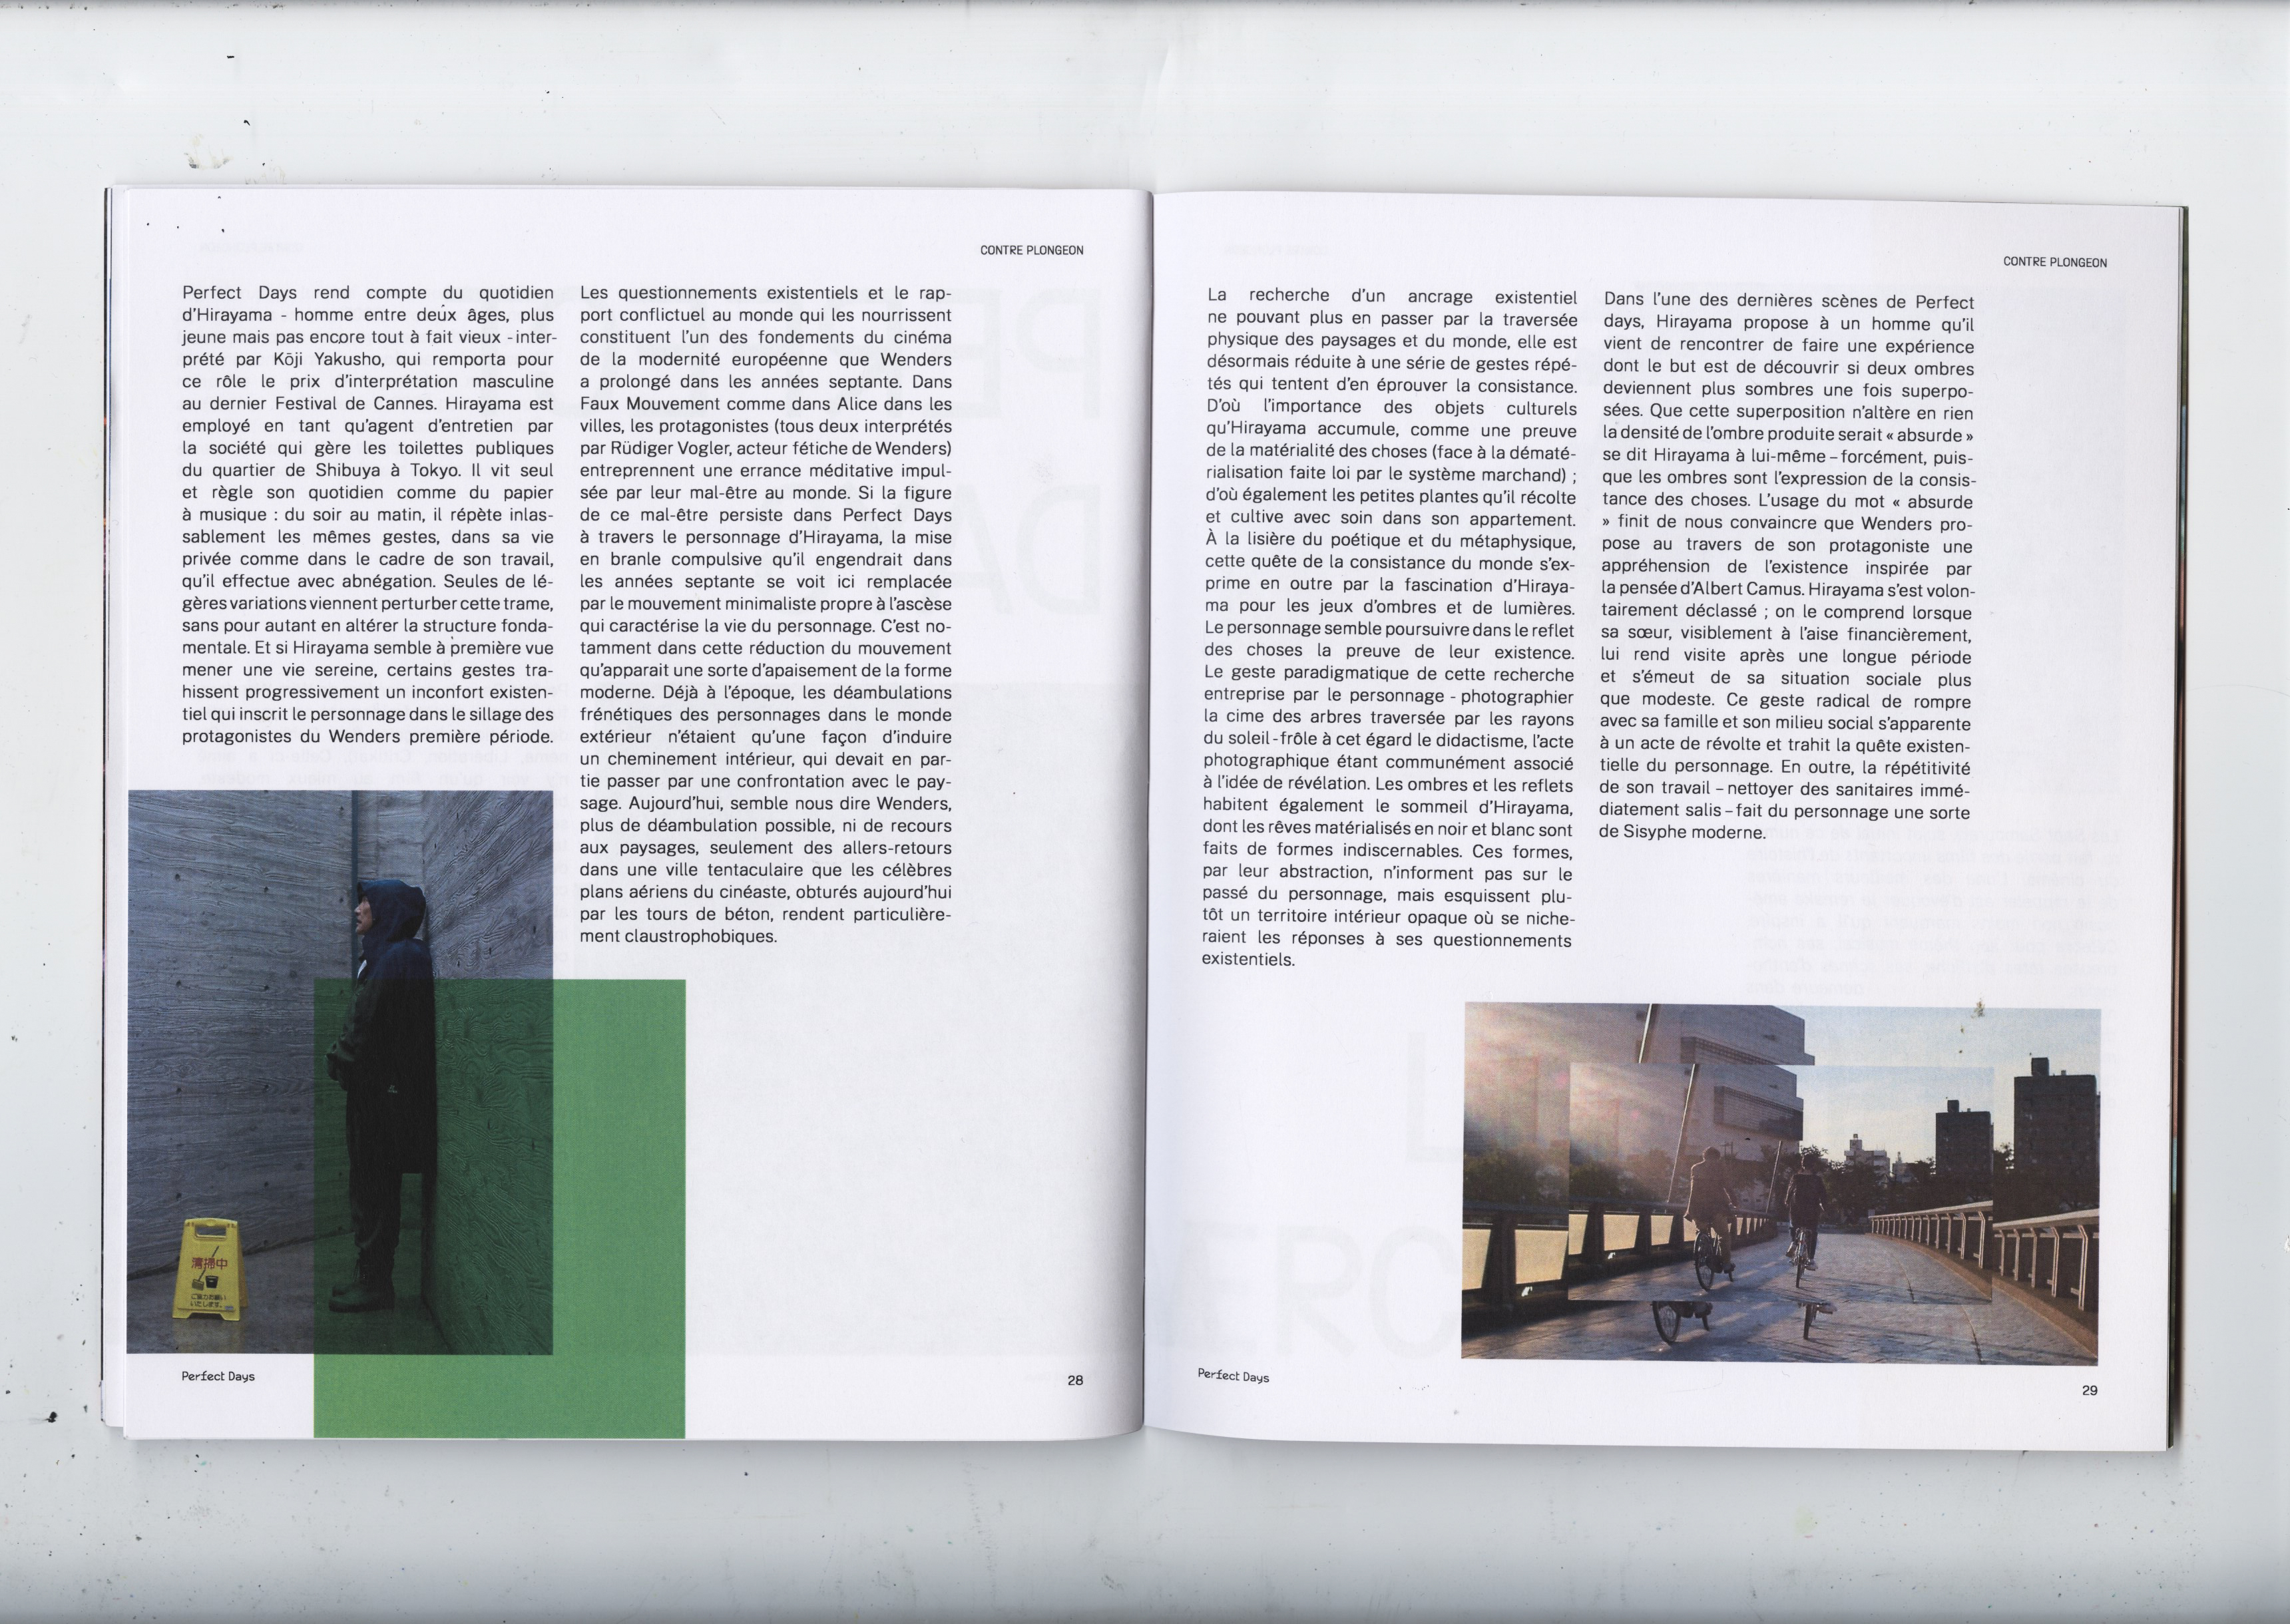 CONTRE PLONGEON
Perfect Days rend compte du quotidien
d'Hirayama - homme entre deux âges, plus
jeune mais pas encore tout à fait vieux - inter-
prété par Kōji Yakusho, qui remporta pour
ce rôle le prix d'interprétation masculine
au dernier Festival de Cannes. Hirayama est
employé en tant qu'agent d'entretien par
la société qui gère les toilettes publiques
du quartier de Shibuya à Tokyo. Il vit seul
et règle son quotidien comme du papier
à musique : du soir au matin, il répète inlas-
sablement les mêmes gestes, dans sa vie
privée comme dans le cadre de son travail,
qu'il effectue avec abnégation. Seules de lé-
gères variations viennent perturber cette trame,
sans pour autant en altérer la structure fonda-
mentale. Et si Hirayama semble à première vue
mener une vie sereine, certains gestes tra-
hissent progressivement un inconfort existen-
tiel qui inscrit le personnage dans le sillage des
protagonistes du Wenders première période.
Les questionnements existentiels et le rap-
port conflictuel au monde qui les nourrissent
constituent l'un des fondements du cinéma
de la modernité européenne que Wenders
a prolongé dans les années septante. Dans
Faux Mouvement comme dans Alice dans les
villes, les protagonistes (tous deux interprétés
par Rüdiger Vogler, acteur fétiche de Wenders)
entreprennent une errance méditative impul-
sée par leur mal-être au monde. Si la figure
de ce mal-être persiste dans Perfect Days
à travers le personnage d'Hirayama, la mise
en branle compulsive qu'il engendrait dans
les années septante se voit ici remplacée
par le mouvement minimaliste propre à l'ascèse
qui caractérise la vie du personnage. C'est no-
tamment dans cette réduction du mouvement
qu'apparait une sorte d'apaisement de la forme
moderne. Déjà à l'époque, les déambulations
frénétiques des personnages dans le monde
extérieur n'étaient qu'une façon d'induire
un cheminement intérieur, qui devait en par-
tie passer par une confrontation avec le pay-
sage. Aujourd'hui, semble nous dire Wenders,
plus de déambulation possible, ni de recours
aux paysages, seulement des allers-retours
dans une ville tentaculaire que les célèbres
plans aériens du cinéaste, obturés aujourd'hui
par les tours de béton, rendent particulière-
ment claustrophobiques.
清掃中
ご協力お願い
いたします。
Perfect Days
28
CONTRE PLONGEON
La recherche d'un ancrage existentiel
ne pouvant plus en passer par la traversée
physique des paysages et du monde, elle est
désormais réduite à une série de gestes répé-
tés qui tentent d'en éprouver la consistance.
D'où l'importance des objets culturels
qu'Hirayama accumule, comme une preuve
de la matérialité des choses (face à la dématé-
rialisation faite loi par le système marchand) ;
d'où également les petites plantes qu'il récolte
et cultive avec soin dans son appartement.
À la lisière du poétique et du métaphysique,
cette quête de la consistance du monde s'ex-
prime en outre par la fascination d'Hiraya-
ma pour les jeux d'ombres et de lumières.
Le personnage semble poursuivre dans le reflet
des choses la preuve de leur existence.
Le geste paradigmatique de cette recherche
entreprise par le personnage - photographier
la cime des arbres traversée par les rayons
du soleil - frôle à cet égard le didactisme, l'acte
photographique étant communément associé
à l'idée de révélation. Les ombres et les reflets
habitent également le sommeil d'Hirayama,
dont les rêves matérialisés en noir et blanc sont
faits de formes indiscernables. Ces formes,
par leur abstraction, n'informent pas sur le
passé du personnage, mais esquissent plu-
tôt un territoire intérieur opaque où se niche-
raient les réponses à ses questionnements
existentiels.
Dans l'une des dernières scènes de Perfect
days, Hirayama propose à un homme qu'il
vient de rencontrer de faire une expérience
dont le but est de découvrir si deux ombres
deviennent plus sombres une fois superpo-
sées. Que cette superposition n'altère en rien
la densité de l'ombre produite serait « absurde »
se dit Hirayama à lui-même – forcément, puis-
que les ombres sont l'expression de la consis-
tance des choses. L'usage du mot « absurde
» finit de nous convaincre que Wenders pro-
pose au travers de son protagoniste une
appréhension de l'existence inspirée par
la pensée d'Albert Camus. Hirayama s'est volon-
tairement déclassé ; on le comprend lorsque
sa sœur, visiblement à l'aise financièrement,
lui rend visite après une longue période
et s'émeut de sa situation sociale plus
que modeste. Ce geste radical de rompre
avec sa famille et son milieu social s'apparente
à un acte de révolte et trahit la quête existen-
tielle du personnage. En outre, la répétitivité
de son travail – nettoyer des sanitaires immé-
diatement salis – fait du personnage une sorte
de Sisyphe moderne.
Perfect Days
29